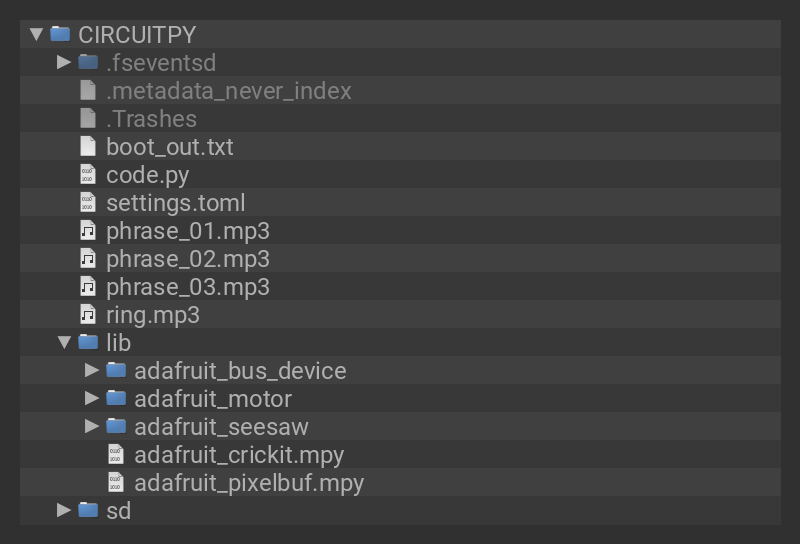 CIRCUITPY
.fseventsd
.metadata_never_index
.Trashes
boot_out.txt
code.py
settings.toml
phrase_01.mp3
phrase_02.mp3
phrase_03.mp3
ring.mp3
lib
adafruit_bus_device
adafruit_motor
adafruit_seesaw
adafruit_crickit.mpy
adafruit_pixelbuf.mpy
sd